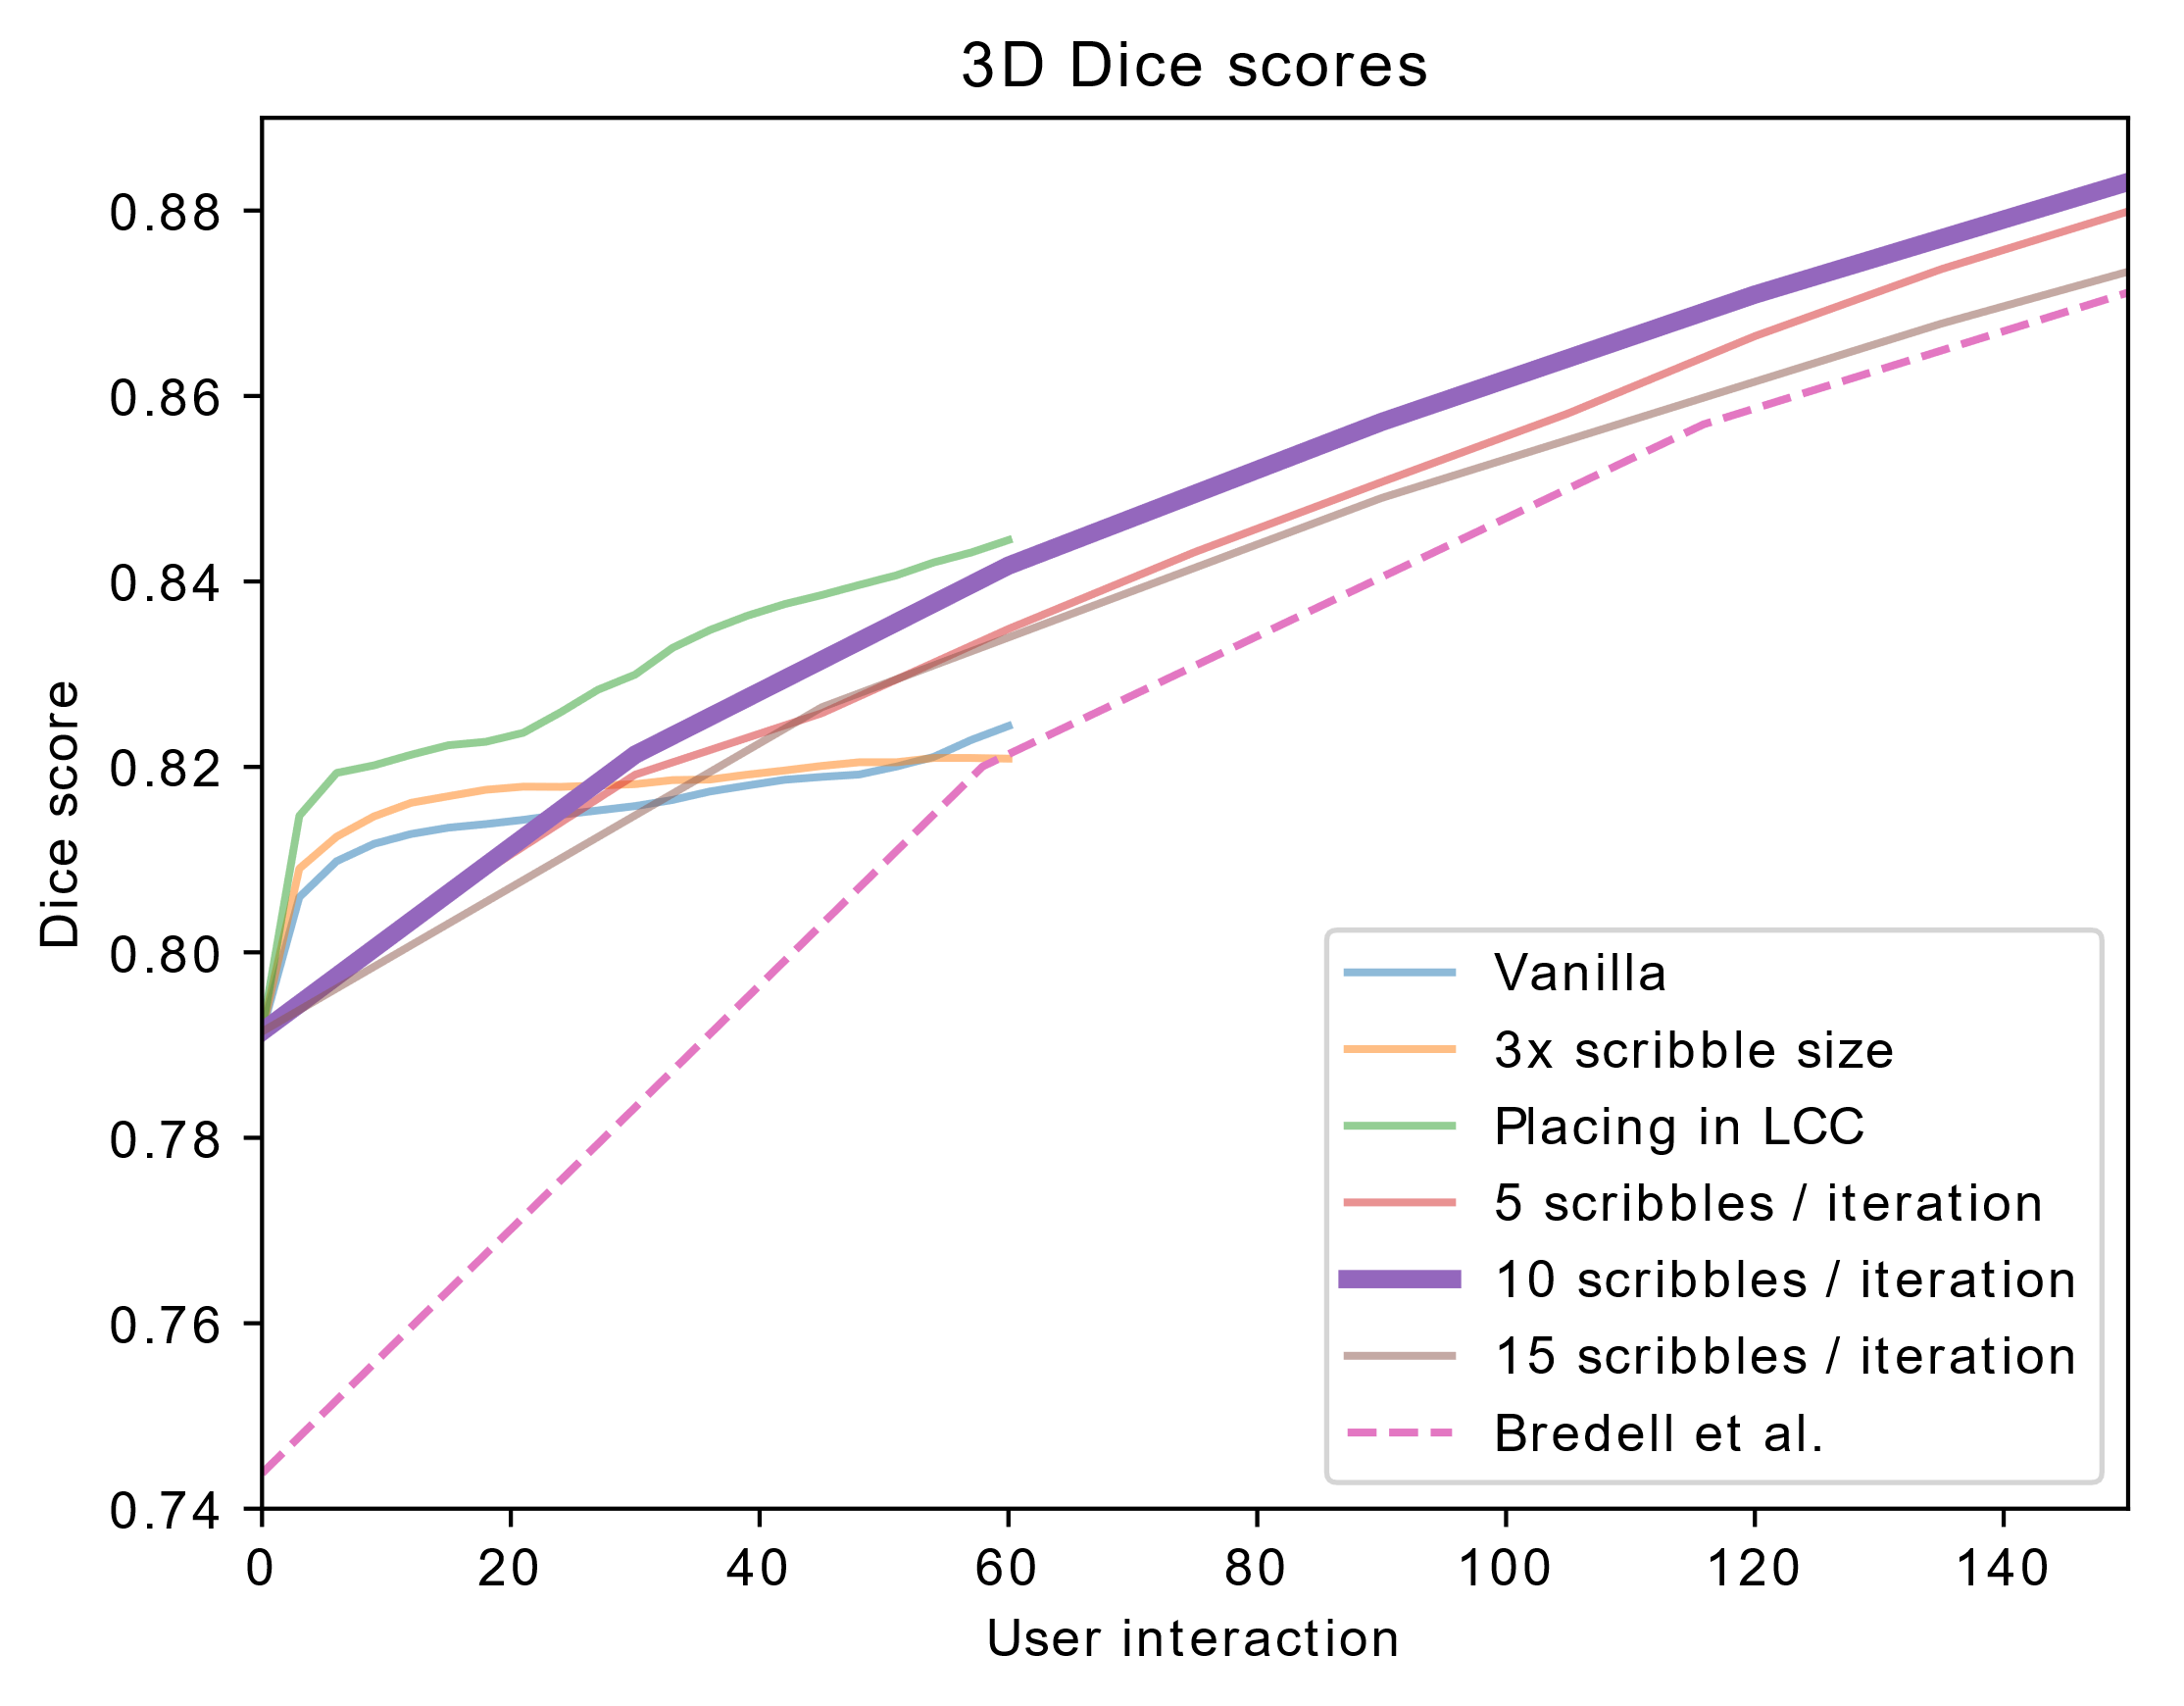 3D Dice scores
Dice score
0.88
0.86
0.84
0.82
0.80
0.78
0.76
0.74
0 20 40 60 80 100 120 140
User interaction
Vanilla
3x scribble size
Placing in LCC
5 scribbles / iteration
10 scribbles / iteration
15 scribbles / iteration
Bredell et al.